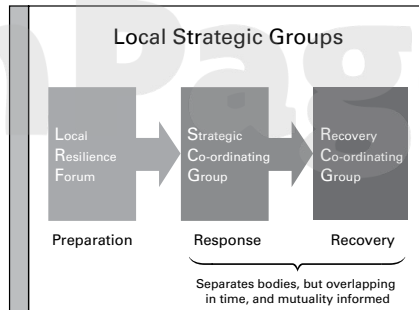 Local Strategic Groups
Local
Resilience
Forum
Strategic
Co-ordinating
Group
Recovery
Co-ordinating
Group
Preparation
Response
Recovery
Separates bodies, but overlapping
in time, and mutuality informed